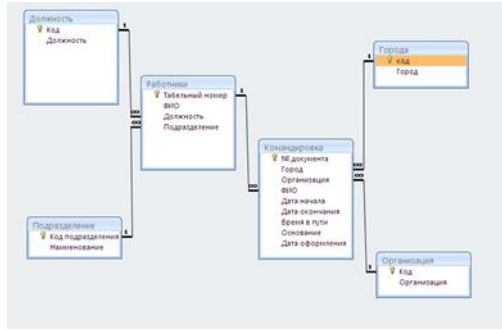 Должность
Код
Должность
Работники
Табельный номер
ФИО
Должность
Подразделение
Подразделение
Код подразделения
Наименование
Командировка
№ документа
Город
Организация
ФИО
Дата начала
Дата окончания
Время в пути
Основание
Дата оформления
Города
код
Город
Организация
Код
Организация